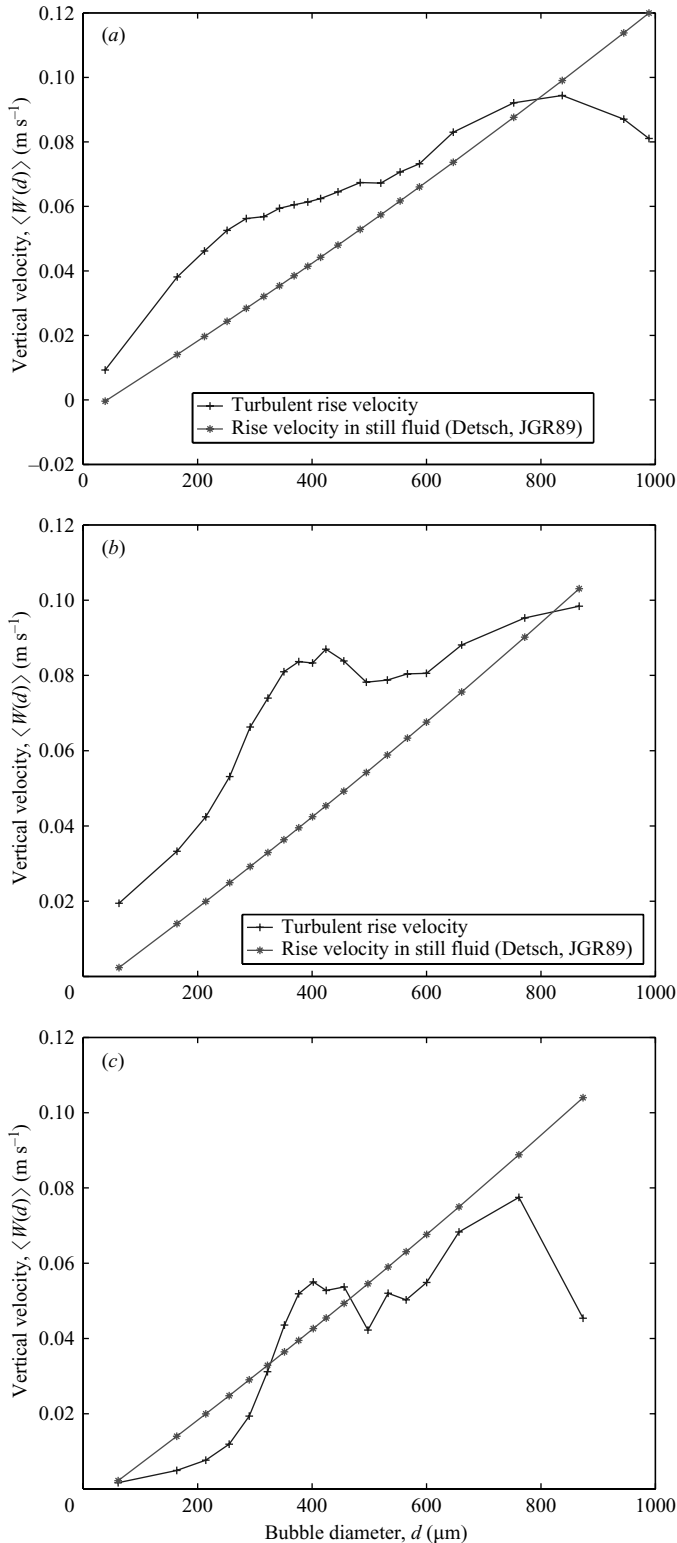 0.12
(a)
0.10
0.08
0.06
0.04
0.02
0
–0.02
Vertical velocity, ⟨W(d)⟩ (m s⁻¹)
Turbulent rise velocity
Rise velocity in still fluid (Detsch, JGR89)
0 200 400 600 800 1000
0.12
(b)
0.10
0.08
0.06
0.04
0.02
Vertical velocity, ⟨W(d)⟩ (m s⁻¹)
Turbulent rise velocity
Rise velocity in still fluid (Detsch, JGR89)
0 200 400 600 800 1000
0.12
(c)
0.10
0.08
0.06
0.04
0.02
Vertical velocity, ⟨W(d)⟩ (m s⁻¹)
0 200 400 600 800 1000
Bubble diameter, d (μm)